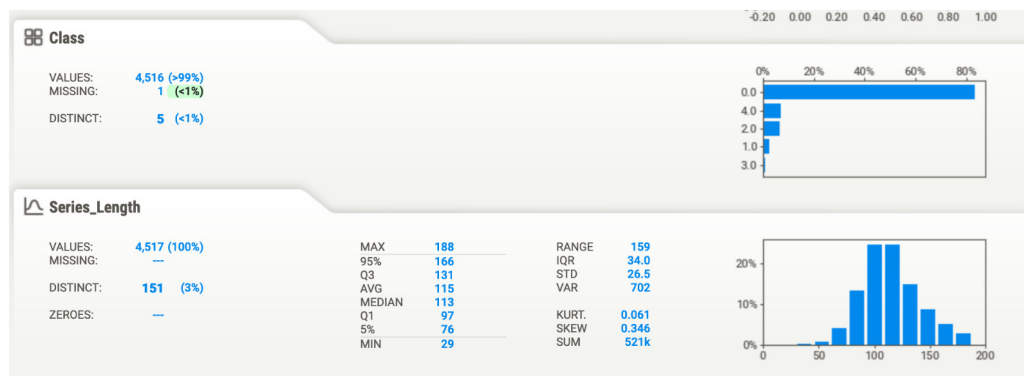 -0.20 0.00 0.20 0.40 0.60 0.80 1.00
Class
VALUES: 4,516 (>99%)
MISSING: 1 (<1%)
DISTINCT: 5 (<1%)
0% 20% 40% 60% 80%
0.0
4.0
2.0
1.0
3.0
Series_Length
VALUES: 4,517 (100%)
MISSING: ---
DISTINCT: 151 (3%)
ZEROES: ---
MAX 188
95% 166
Q3 131
AVG 115
MEDIAN 113
Q1 97
5% 76
MIN 29
RANGE 159
IQR 34.0
STD 26.5
VAR 702
KURT. 0.061
SKEW 0.346
SUM 521k
20%
10%
0%
0 50 100 150 200